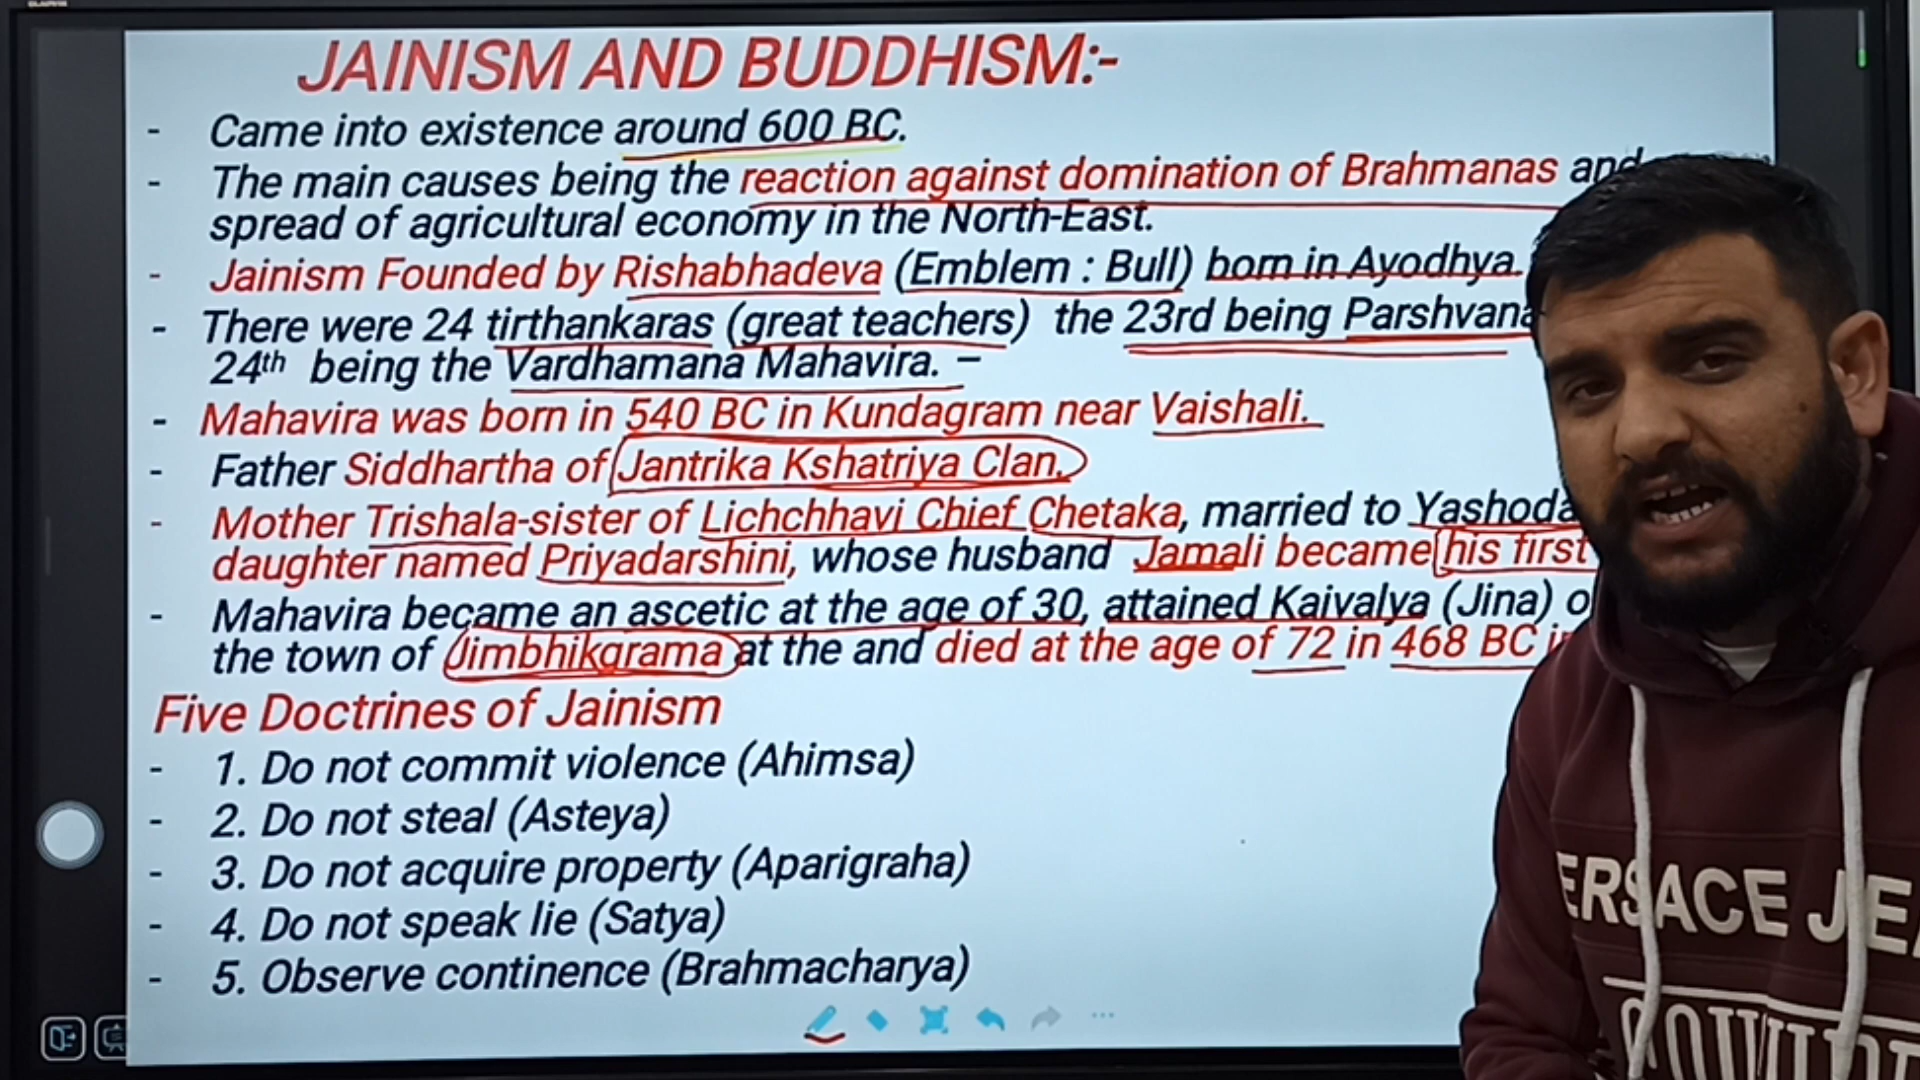 JAINISM AND BUDDHISM:-
- Came into existence around 600 BC.
- The main causes being the reaction against domination of Brahmanas and
spread of agricultural economy in the North-East.
- Jainism Founded by Rishabhadeva (Emblem : Bull) born in Ayodhya.
- There were 24 tirthankaras (great teachers) the 23rd being Parshvana
24th being the Vardhamana Mahavira. –
- Mahavira was born in 540 BC in Kundagram near Vaishali.
- Father Siddhartha of Jantrika Kshatriya Clan.
- Mother Trishala-sister of Lichchhavi Chief Chetaka, married to Yashoda
daughter named Priyadarshini, whose husband Jamali became his first
- Mahavira became an ascetic at the age of 30, attained Kaivalya (Jina) o
the town of Jimbhikgrama at the and died at the age of 72 in 468 BC in
Five Doctrines of Jainism
- 1. Do not commit violence (Ahimsa)
- 2. Do not steal (Asteya)
- 3. Do not acquire property (Aparigraha)
- 4. Do not speak lie (Satya)
- 5. Observe continence (Brahmacharya)
ERSACE JE